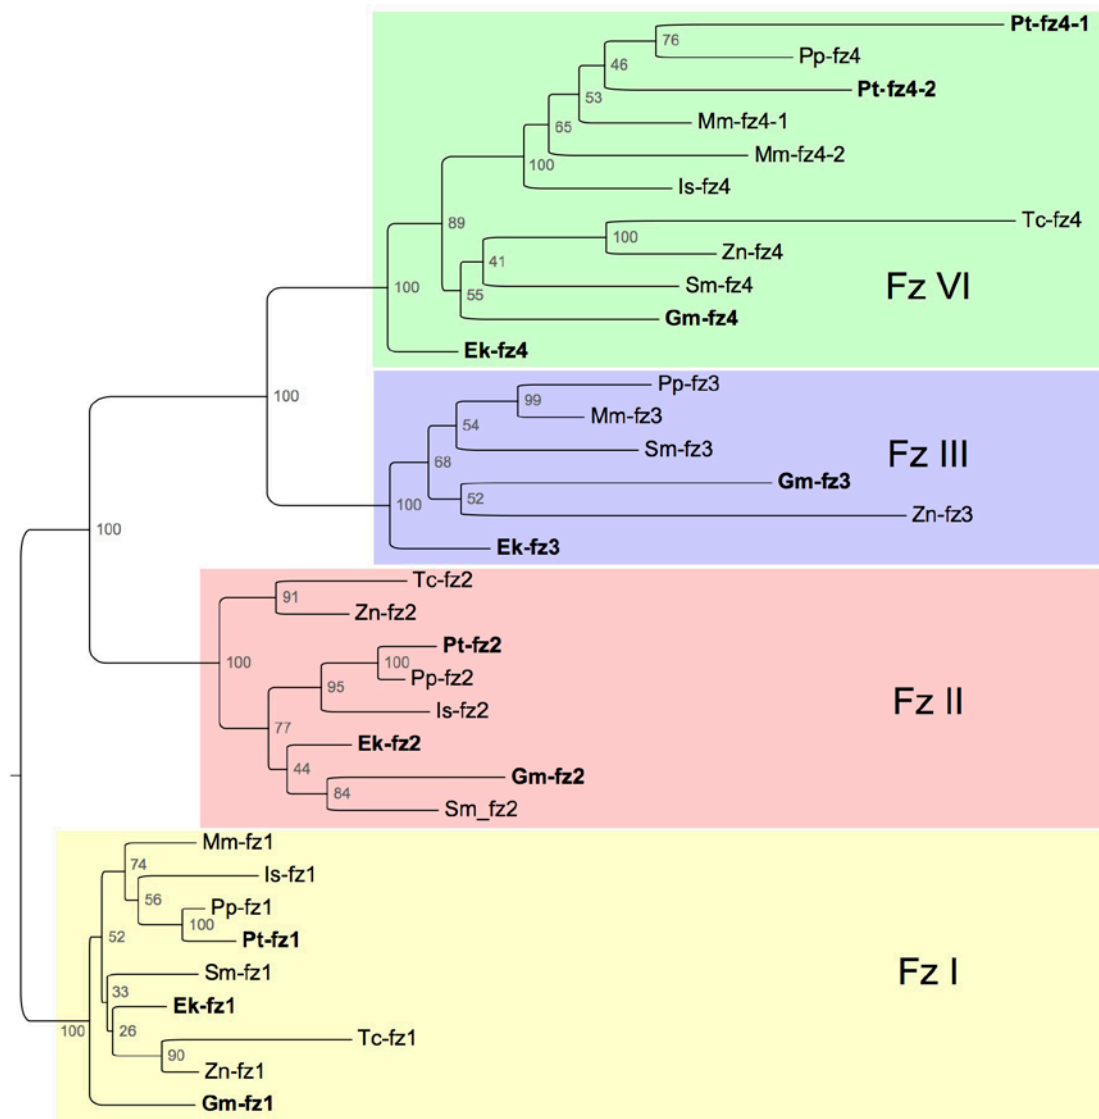 Pt-fz4-1
76
Pp-fz4
46
Pt-fz4-2
53
Mm-fz4-1
65
Mm-fz4-2
100
Is-fz4
Tc-fz4
89
100
Zn-fz4
41
Sm-fz4
Fz VI
100
55
Gm-fz4
Ek-fz4
Pp-fz3
100
99
Mm-fz3
54
Sm-fz3
Fz III
68
Gm-fz3
100
52
Zn-fz3
100
Ek-fz3
Tc-fz2
91
Zn-fz2
Pt-fz2
100
100
Pp-fz2
95
Is-fz2
Fz II
77
Ek-fz2
44
Gm-fz2
84
Sm_fz2
Mm-fz1
74
Is-fz1
56
Pp-fz1
100
52
Pt-fz1
Sm-fz1
Fz I
33
Ek-fz1
100
26
Tc-fz1
90
Zn-fz1
Gm-fz1